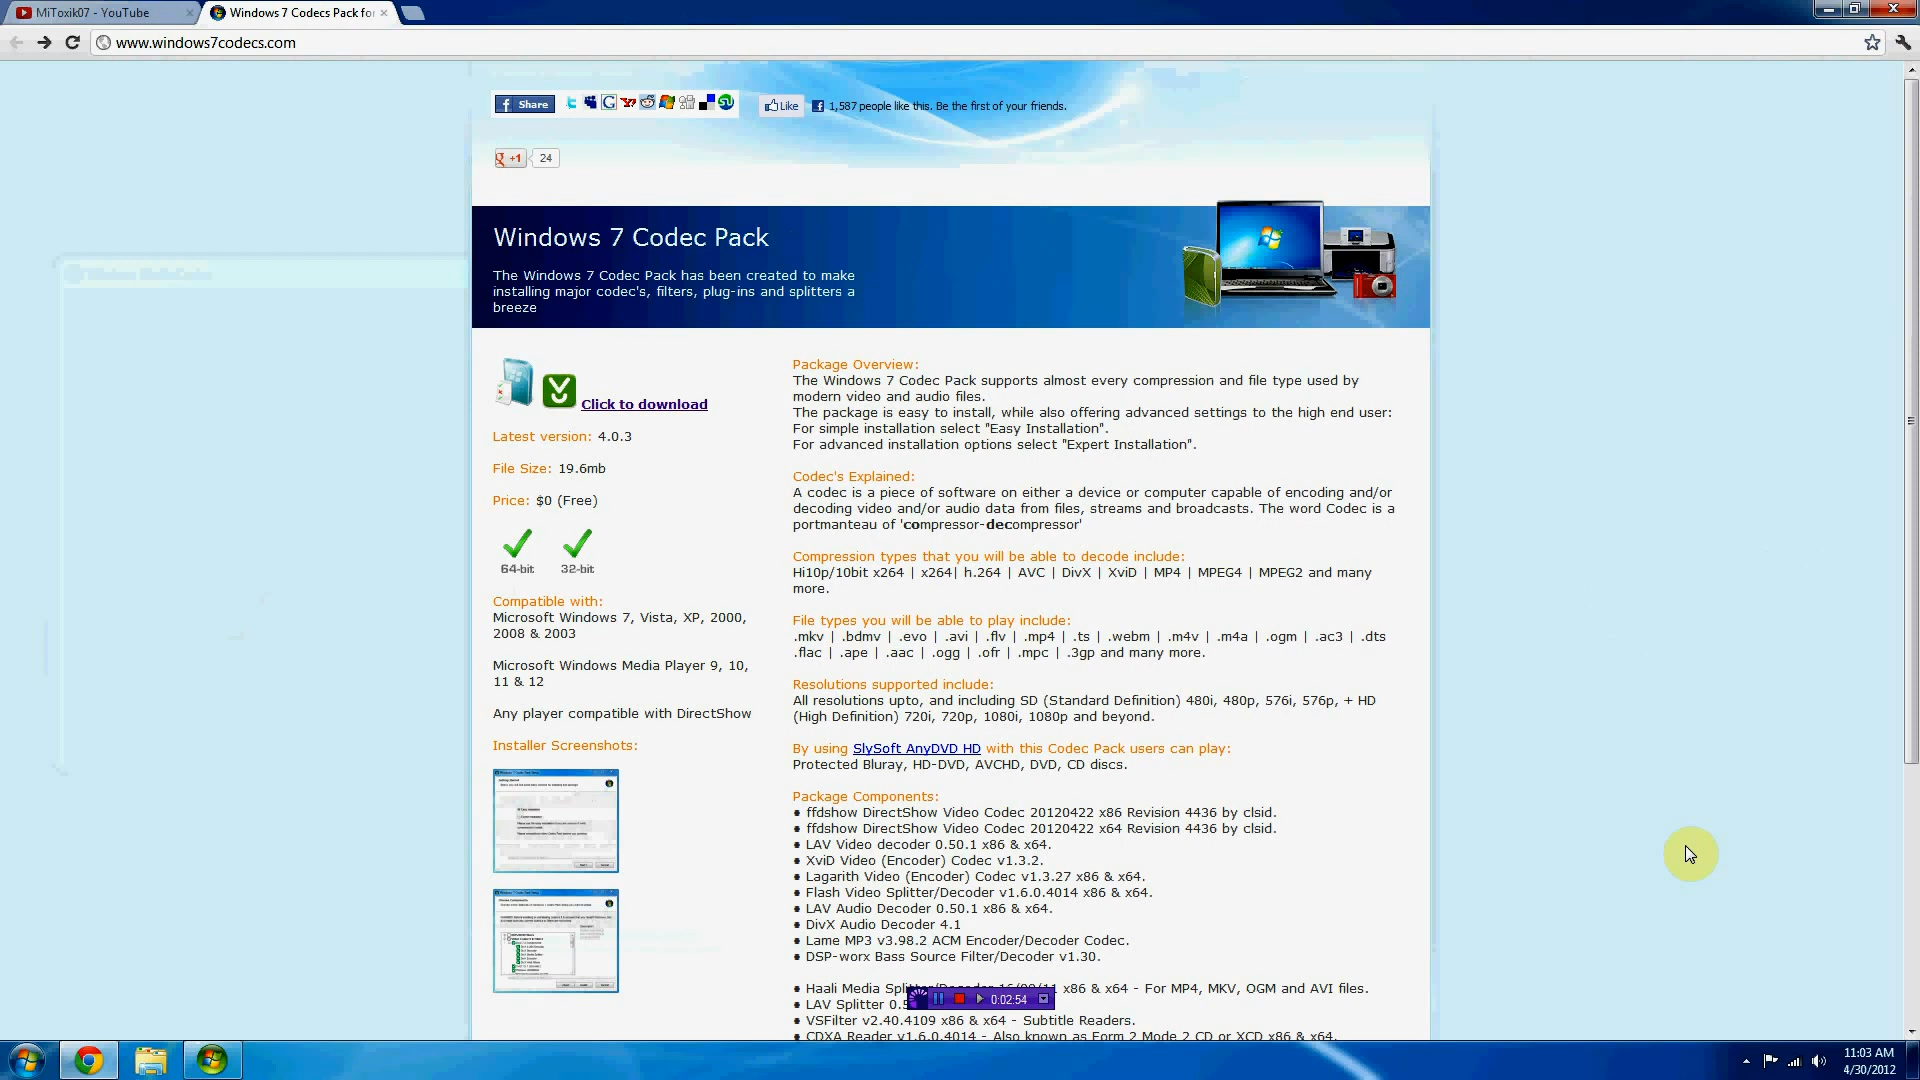 MiToxik07 - YouTube
Windows 7 Codecs Pack for
www.windows7codecs.com
Share
Like
1,587 people like this. Be the first of your friends.
+1
24
Windows 7 Codec Pack
The Windows 7 Codec Pack has been created to make
installing major codec's, filters, plug-ins and splitters a
breeze
Click to download
Latest version: 4.0.3
File Size: 19.6mb
Price: $0 (Free)
64-bit
32-bit
Compatible with:
Microsoft Windows 7, Vista, XP, 2000,
2008 & 2003
Microsoft Windows Media Player 9, 10,
11 & 12
Any player compatible with DirectShow
Installer Screenshots:
Package Overview:
The Windows 7 Codec Pack supports almost every compression and file type used by
modern video and audio files.
The package is easy to install, while also offering advanced settings to the high end user:
For simple installation select "Easy Installation".
For advanced installation options select "Expert Installation".
Codec's Explained:
A codec is a piece of software on either a device or computer capable of encoding and/or
decoding video and/or audio data from files, streams and broadcasts. The word Codec is a
portmanteau of 'compressor-decompressor'
Compression types that you will be able to decode include:
Hi10p/10bit x264 | x264| h.264 | AVC | DivX | XviD | MP4 | MPEG4 | MPEG2 and many
more.
File types you will be able to play include:
.mkv | .bdmv | .evo | .avi | .flv | .mp4 | .ts | .webm | .m4v | .m4a | .ogm | .ac3 | .dts
.flac | .ape | .aac | .ogg | .ofr | .mpc | .3gp and many more.
Resolutions supported include:
All resolutions upto, and including SD (Standard Definition) 480i, 480p, 576i, 576p, + HD
(High Definition) 720i, 720p, 1080i, 1080p and beyond.
By using SlySoft AnyDVD HD with this Codec Pack users can play:
Protected Bluray, HD-DVD, AVCHD, DVD, CD discs.
Package Components:
• ffdshow DirectShow Video Codec 20120422 x86 Revision 4436 by clsid.
• ffdshow DirectShow Video Codec 20120422 x64 Revision 4436 by clsid.
• LAV Video decoder 0.50.1 x86 & x64.
• XviD Video (Encoder) Codec v1.3.2.
• Lagarith Video (Encoder) Codec v1.3.27 x86 & x64.
• Flash Video Splitter/Decoder v1.6.0.4014 x86 & x64.
• LAV Audio Decoder 0.50.1 x86 & x64.
• DivX Audio Decoder 4.1
• Lame MP3 v3.98.2 ACM Encoder/Decoder Codec.
• DSP-worx Bass Source Filter/Decoder v1.30.
• Haali Media x86 & x64 - For MP4, MKV, OGM and AVI files.
• LAV Splitter
0:02:54
• VSFilter v2.40.4109 x86 & x64 - Subtitle Readers.
• CDXA Reader v1.6.0.4014 - Also known as Form 2 Mode 2 CD or XCD x86 & x64.
11:03 AM
4/30/2012